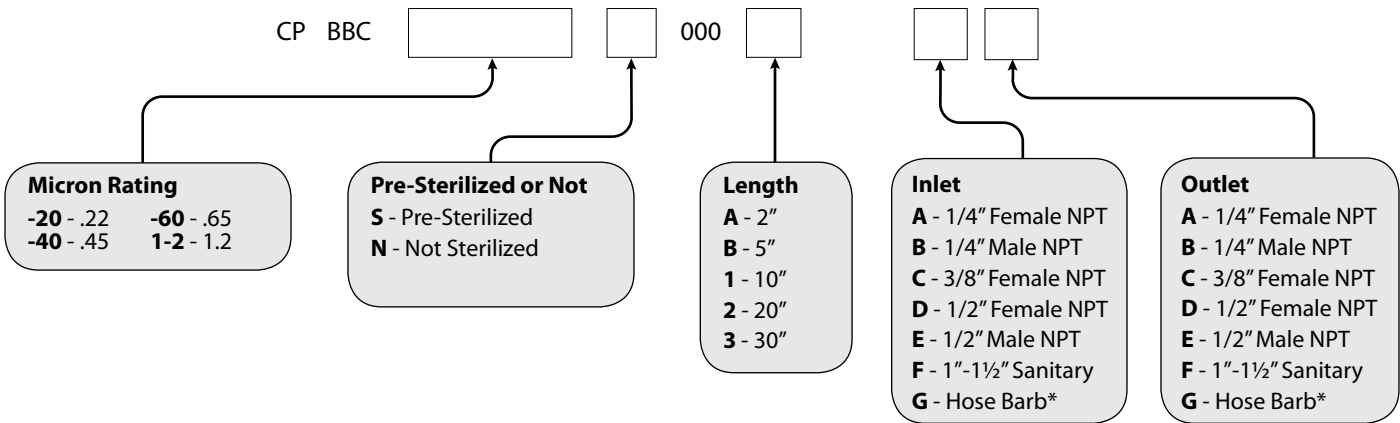 CP BBC 000
Micron Rating
-20 - .22 -60 - .65
-40 - .45 1-2 - 1.2
Pre-Sterilized or Not
S - Pre-Sterilized
N - Not Sterilized
Length
A - 2”
B - 5”
1 - 10”
2 - 20”
3 - 30”
Inlet
A - 1/4” Female NPT
B - 1/4” Male NPT
C - 3/8” Female NPT
D - 1/2” Female NPT
E - 1/2” Male NPT
F - 1”-1½” Sanitary
G - Hose Barb*
Outlet
A - 1/4” Female NPT
B - 1/4” Male NPT
C - 3/8” Female NPT
D - 1/2” Female NPT
E - 1/2” Male NPT
F - 1”-1½” Sanitary
G - Hose Barb*